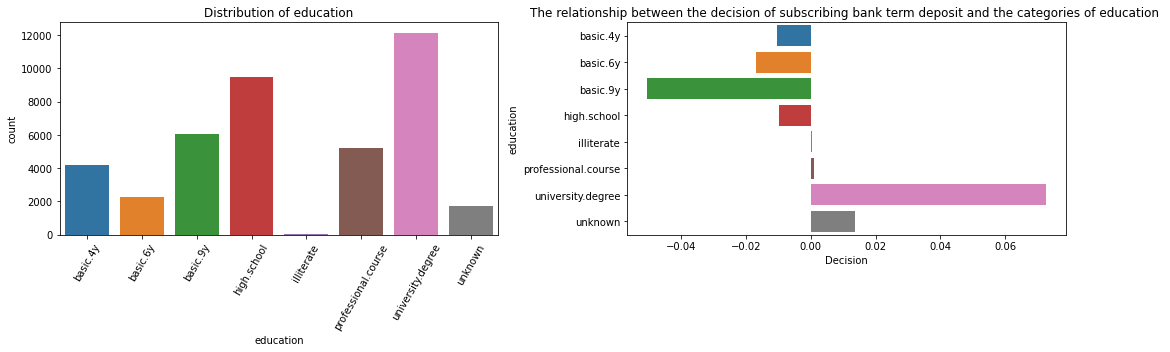 Distribution of education
count
12000
10000
8000
6000
4000
2000
0
basic.4y
basic.6y
basic.9y
high.school
illiterate
professional.course
university.degree
unknown
education
The relationship between the decision of subscribing bank term deposit and the categories of education
education
basic.4y
basic.6y
basic.9y
high.school
illiterate
professional.course
university.degree
unknown
−0.04
−0.02
0.00
0.02
0.04
0.06
Decision